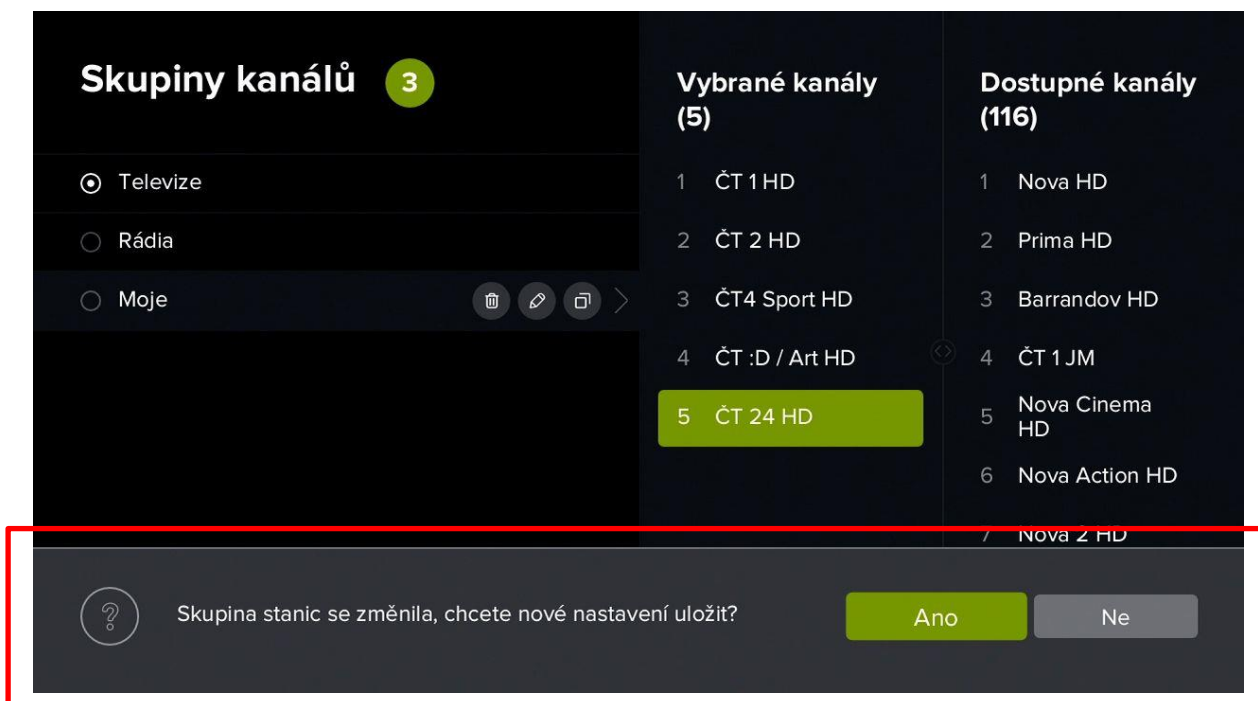 Skupiny kanálů 3
Televize
Rádia
Moje
Vybrané kanály
(5)
1 ČT 1 HD
2 ČT 2 HD
3 ČT4 Sport HD
4 ČT :D / Art HD
5 ČT 24 HD
Dostupné kanály
(116)
1 Nova HD
2 Prima HD
3 Barrandov HD
4 ČT 1 JM
5 Nova Cinema
HD
6 Nova Action HD
7 Nova 2 HD
? Skupina stanic se změnila, chcete nové nastavení uložit?
Ano
Ne